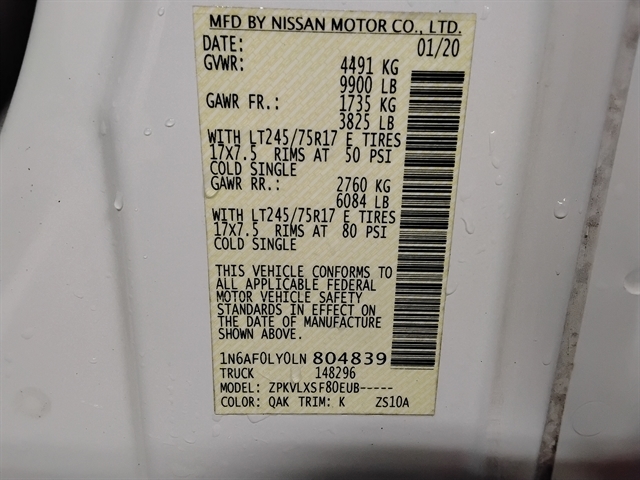 MFD BY NISSAN MOTOR CO., LTD.
DATE: 01/20
GVWR: 4491 KG
9900 LB
GAWR FR.: 1735 KG
3825 LB
WITH LT245/75R17 E TIRES
17X7.5 RIMS AT 50 PSI
COLD SINGLE
GAWR RR.: 2760 KG
6084 LB
WITH LT245/75R17 E TIRES
17X7.5 RIMS AT 80 PSI
COLD SINGLE
THIS VEHICLE CONFORMS TO
ALL APPLICABLE FEDERAL
MOTOR VEHICLE SAFETY
STANDARDS IN EFFECT ON
THE DATE OF MANUFACTURE
SHOWN ABOVE.
1N6AF0LY0LN 804839
TRUCK 148296
MODEL: ZPKVLXSF80EUB-----
COLOR: QAK TRIM: K ZS10A